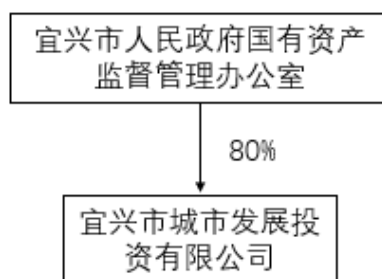 宜兴市人民政府国有资产
监督管理办公室
80%
宜兴市城市发展投
资有限公司